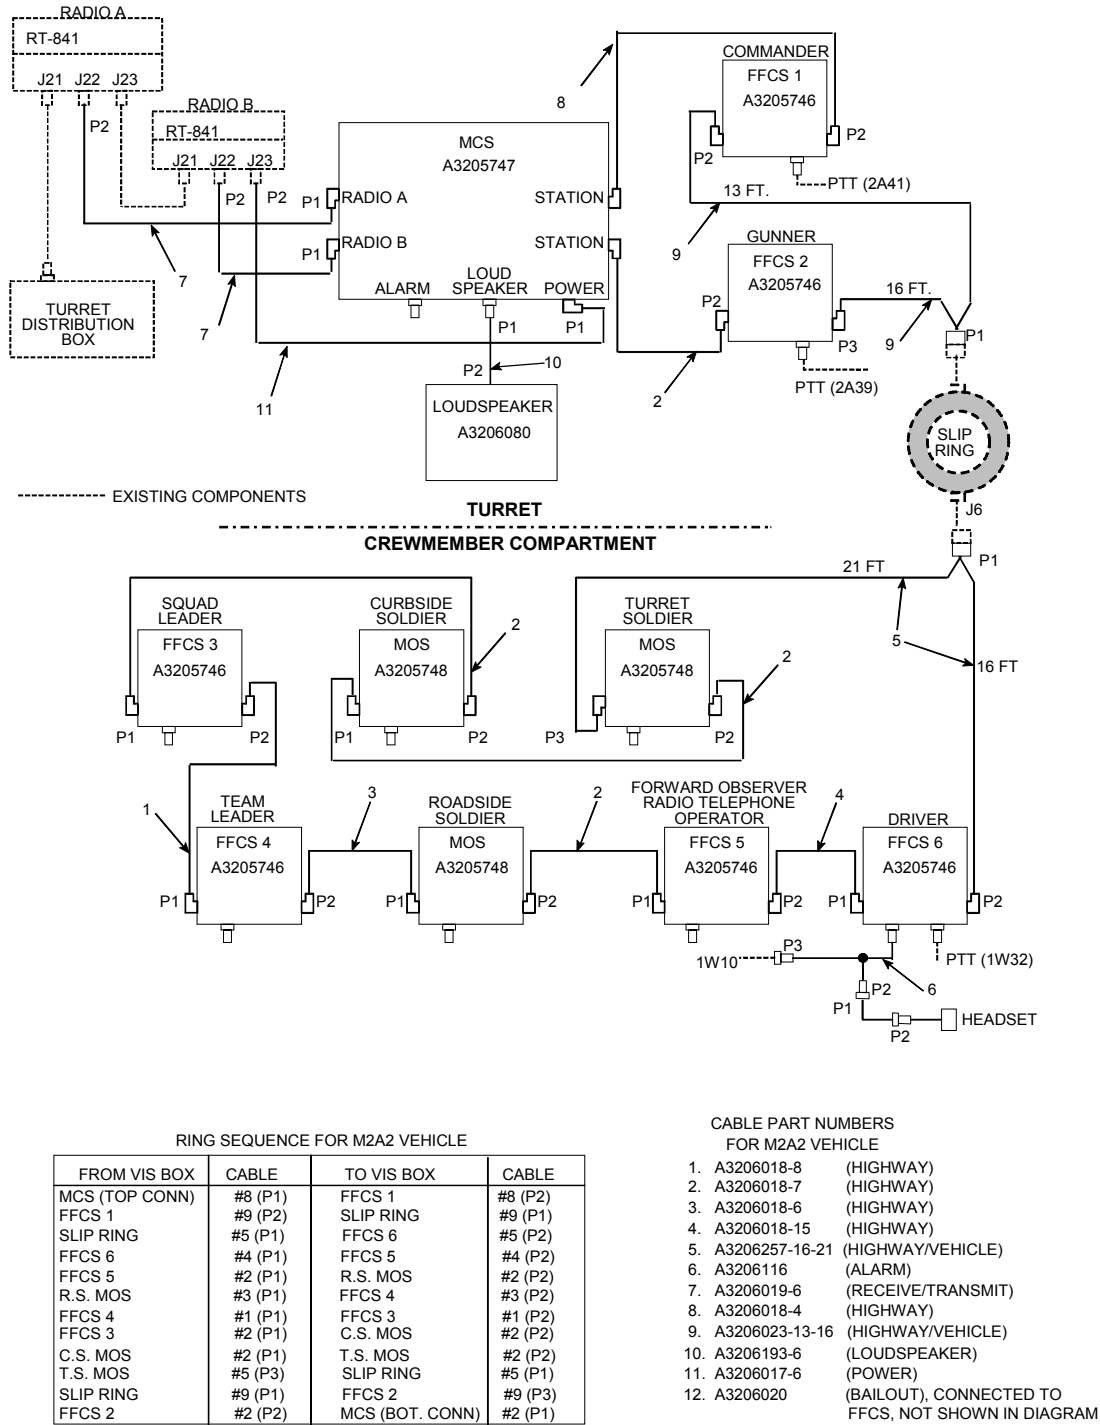 RADIO A
RT-841
J21 J22 J23
P2
RADIO B
RT-841
J21 J22 J23
P2 P2
TURRET
DISTRIBUTION
BOX
7
7
11
MCS
A3205747
P1 RADIO A
P1 RADIO B
STATION
STATION
ALARM
LOUD
SPEAKER
POWER
P1
P1
P2
10
LOUDSPEAKER
A3206080
8
COMMANDER
FFCS 1
A3205746
P2
P2
PTT (2A41)
13 FT.
9
GUNNER
FFCS 2
A3205746
P2
P3
PTT (2A39)
2
16 FT.
9
P1
SLIP
RING
J6
P1
EXISTING COMPONENTS
TURRET
CREWMEMBER COMPARTMENT
21 FT
5
16 FT
SQUAD
LEADER
FFCS 3
A3205746
P1
P2
CURBSIDE
SOLDIER
MOS
A3205748
P1
P2
2
TURRET
SOLDIER
MOS
A3205748
P3
P2
2
1
TEAM
LEADER
FFCS 4
A3205746
P1
P2
3
ROADSIDE
SOLDIER
MOS
A3205748
P1
P2
2
FORWARD OBSERVER
RADIO TELEPHONE
OPERATOR
FFCS 5
A3205746
P1
P2
4
DRIVER
FFCS 6
A3205746
P1
P2
1W10
P3
PTT (1W32)
6
P2
P1
P2
HEADSET
RING SEQUENCE FOR M2A2 VEHICLE
FROM VIS BOX CABLE TO VIS BOX CABLE
MCS (TOP CONN) #8 (P1) FFCS 1 #8 (P2)
FFCS 1 #9 (P2) SLIP RING #9 (P1)
SLIP RING #5 (P1) FFCS 6 #5 (P2)
FFCS 6 #4 (P1) FFCS 5 #4 (P2)
FFCS 5 #2 (P1) R.S. MOS #2 (P2)
R.S. MOS #3 (P1) FFCS 4 #3 (P2)
FFCS 4 #1 (P1) FFCS 3 #1 (P2)
FFCS 3 #2 (P1) C.S. MOS #2 (P2)
C.S. MOS #2 (P1) T.S. MOS #2 (P2)
T.S. MOS #5 (P3) SLIP RING #5 (P1)
SLIP RING #9 (P1) FFCS 2 #9 (P3)
FFCS 2 #2 (P2) MCS (BOT. CONN) #2 (P1)
CABLE PART NUMBERS
FOR M2A2 VEHICLE
1. A3206018-8 (HIGHWAY)
2. A3206018-7 (HIGHWAY)
3. A3206018-6 (HIGHWAY)
4. A3206018-15 (HIGHWAY)
5. A3206257-16-21 (HIGHWAY/VEHICLE)
6. A3206116 (ALARM)
7. A3206019-6 (RECEIVE/TRANSMIT)
8. A3206018-4 (HIGHWAY)
9. A3206023-13-16 (HIGHWAY/VEHICLE)
10. A3206193-6 (LOUDSPEAKER)
11. A3206017-6 (POWER)
12. A3206020 (BAILOUT), CONNECTED TO
FFCS, NOT SHOWN IN DIAGRAM